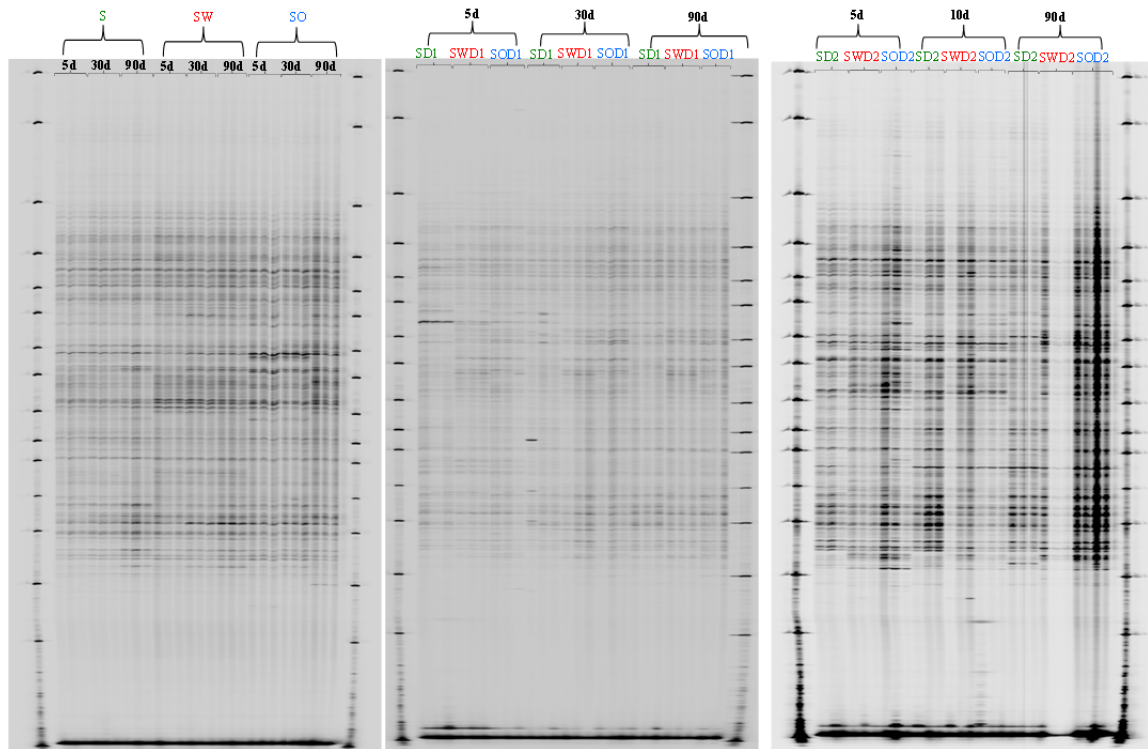 S SW SO
5d 30d 90d 5d 30d 90d 5d 30d 90d
5d 30d 90d
SD1 SWD1 SOD1 SD1 SWD1 SOD1 SD1 SWD1 SOD1
5d 10d 90d
SD2 SWD2 SOD2 SD2 SWD2 SOD2 SD2 SWD2 SOD2